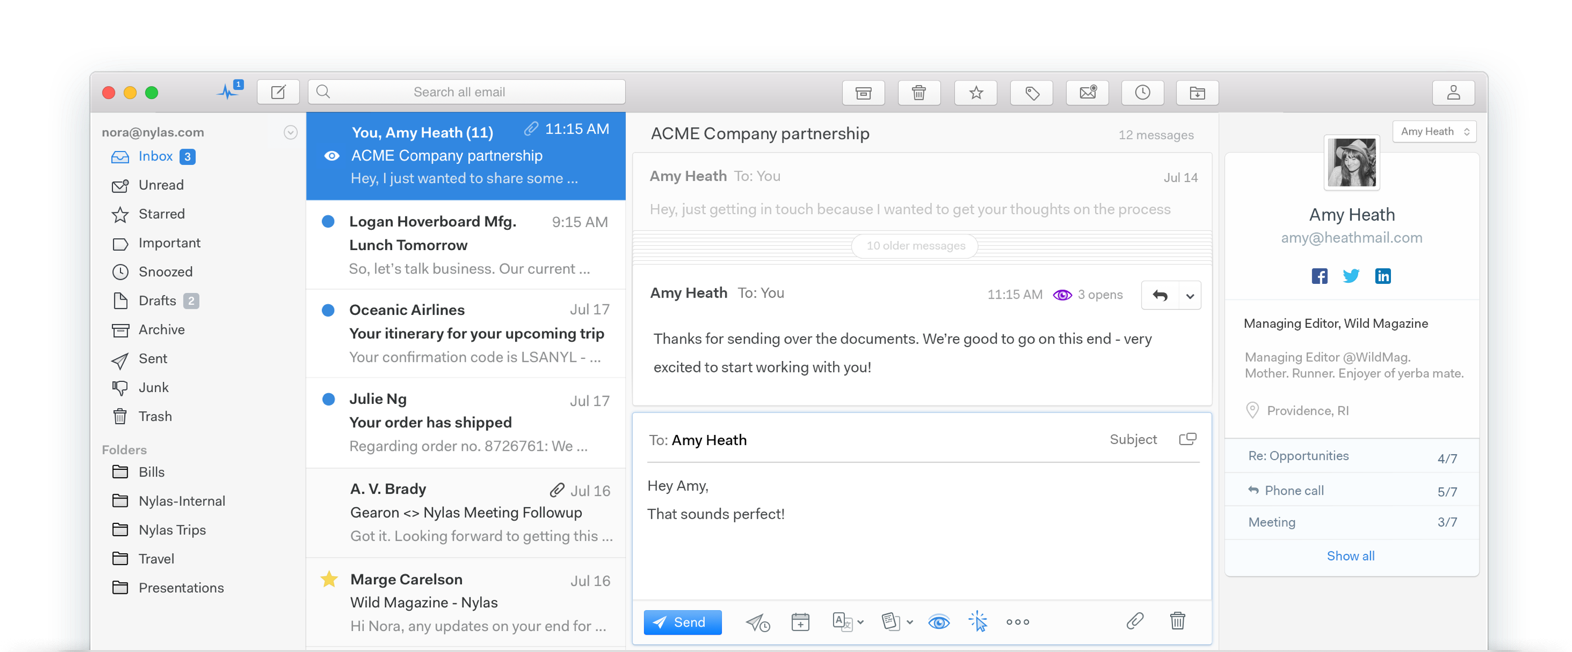 1
Search all email
nora@nylas.com
Inbox 3
Unread
Starred
Important
Snoozed
Drafts 2
Archive
Sent
Junk
Trash
Folders
Bills
Nylas-Internal
Nylas Trips
Travel
Presentations
You, Amy Heath (11) 11:15 AM
ACME Company partnership
Hey, I just wanted to share some ...
Logan Hoverboard Mfg. 9:15 AM
Lunch Tomorrow
So, let's talk business. Our current ...
Oceanic Airlines Jul 17
Your itinerary for your upcoming trip
Your confirmation code is LSANYL - ...
Julie Ng Jul 17
Your order has shipped
Regarding order no. 8726761: We ...
A. V. Brady Jul 16
Gearon <> Nylas Meeting Followup
Got it. Looking forward to getting this ...
Marge Carelson Jul 16
Wild Magazine - Nylas
Hi Nora, any updates on your end for ...
ACME Company partnership 12 messages
Amy Heath To: You Jul 14
Hey, just getting in touch because I wanted to get your thoughts on the process
10 older messages
Amy Heath To: You 11:15 AM 3 opens
Thanks for sending over the documents. We're good to go on this end - very
excited to start working with you!
To: Amy Heath Subject
Hey Amy,
That sounds perfect!
Send
Amy Heath
Amy Heath
amy@heathmail.com
Managing Editor, Wild Magazine
Managing Editor @WildMag.
Mother. Runner. Enjoyer of yerba mate.
Providence, RI
Re: Opportunities 4/7
Phone call 5/7
Meeting 3/7
Show all